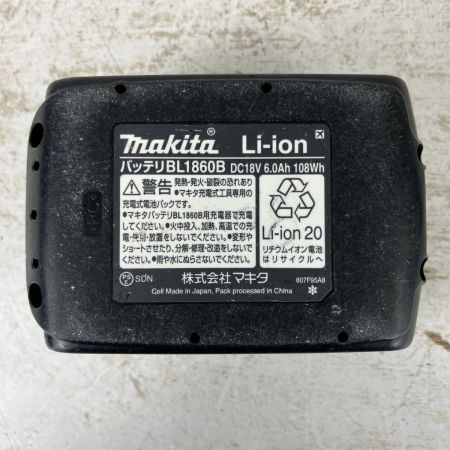 makita® Li-ion
バッテリBL1860B DC18V 6.0Ah 108Wh
警告 発熱・発火・破裂の恐れあり
●マキタ充電式工具専用の
充電式電池パックです。
●マキタバッテリBL1860B用充電器で充電
してください。●火中投入、加熱、高温での充
電・使用・放置をしないでください。●変形や
ショートさせたり、分解・修理・改造をしないで
ください。●雨や水にぬらさないでください。
Li-ion 20
リチウムイオン電池
はリサイクルへ
PS E SDN 株式会社マキタ 807F95A8
Cell Made in Japan, Pack processed in China